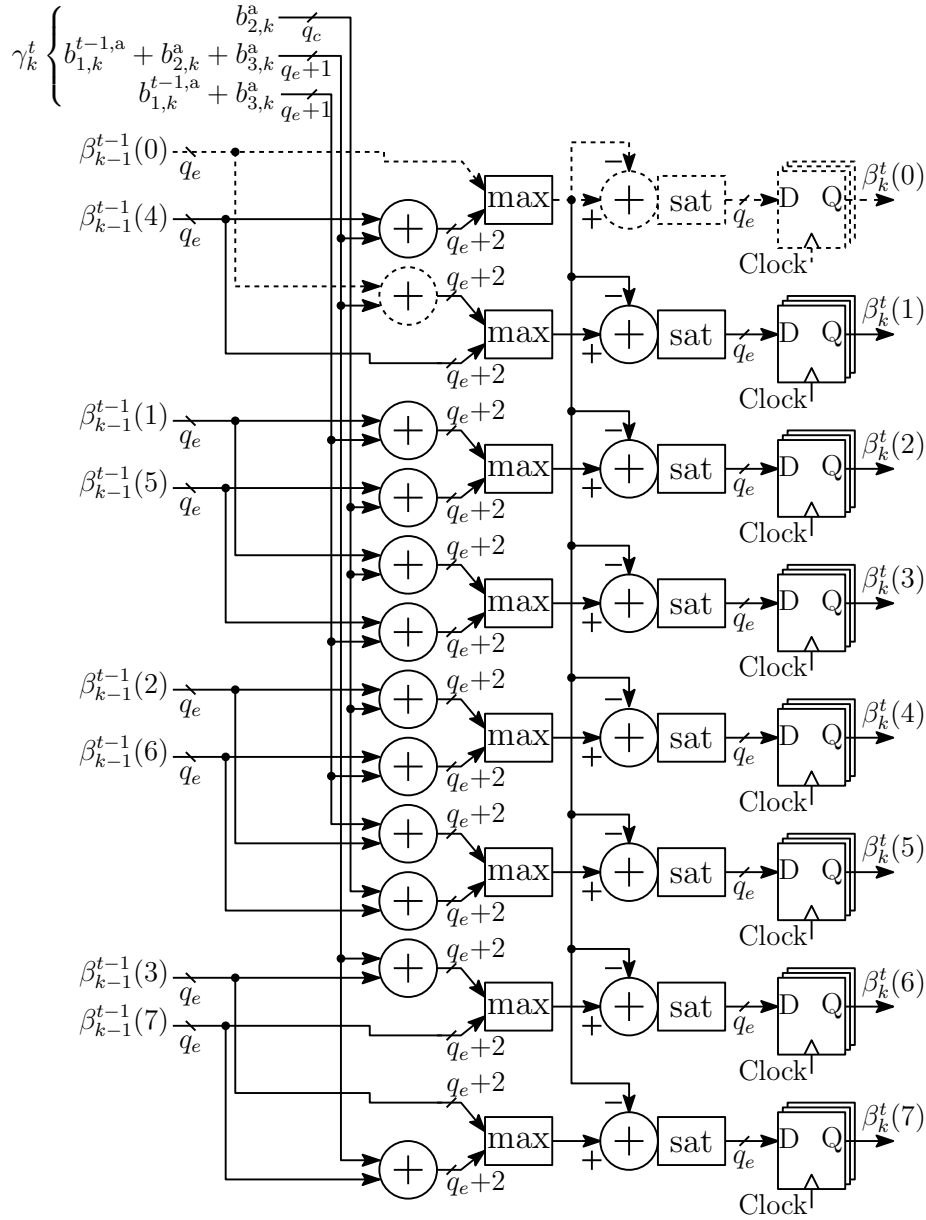 b_{2,k}^{a}
q_c
γ_k^t { b_{1,k}^{t−1,a} + b_{2,k}^{a} + b_{3,k}^{a}
q_e+1
b_{1,k}^{t−1,a} + b_{3,k}^{a}
q_e+1
β_{k−1}^{t−1}(0)
q_e
max
−
+
+
sat
q_e
D Q
β_k^t(0)
Clock
β_{k−1}^{t−1}(4)
q_e
+
q_e+2
+
q_e+2
max
−
+
+
sat
q_e
D Q
β_k^t(1)
Clock
q_e+2
β_{k−1}^{t−1}(1)
q_e
+
q_e+2
max
−
+
+
sat
q_e
D Q
β_k^t(2)
Clock
β_{k−1}^{t−1}(5)
q_e
+
q_e+2
+
q_e+2
max
−
+
+
sat
q_e
D Q
β_k^t(3)
Clock
+
q_e+2
β_{k−1}^{t−1}(2)
q_e
+
q_e+2
max
−
+
+
sat
q_e
D Q
β_k^t(4)
Clock
β_{k−1}^{t−1}(6)
q_e
+
q_e+2
+
q_e+2
max
−
+
+
sat
q_e
D Q
β_k^t(5)
Clock
+
q_e+2
β_{k−1}^{t−1}(3)
q_e
+
q_e+2
max
−
+
+
sat
q_e
D Q
β_k^t(6)
Clock
β_{k−1}^{t−1}(7)
q_e
q_e+2
q_e+2
max
−
+
+
sat
q_e
D Q
β_k^t(7)
Clock
+
q_e+2